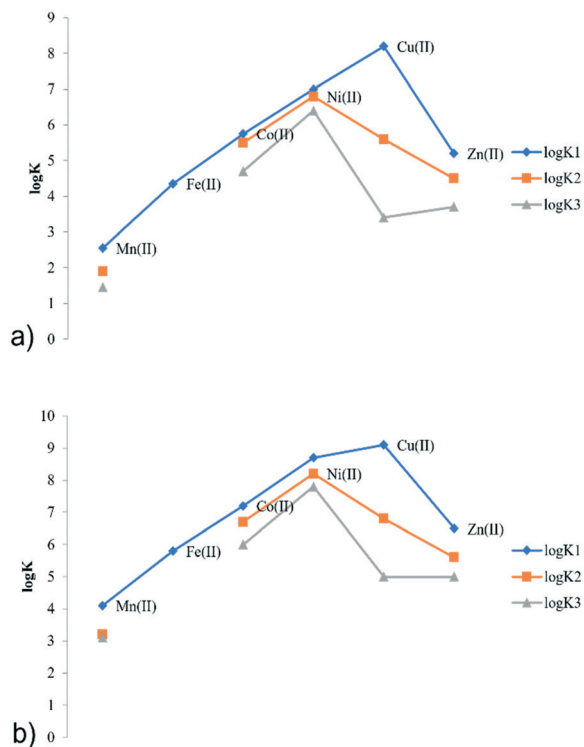 9
8
7
6
5
4
3
2
1
0
logK
Mn(II)
Fe(II)
Co(II)
Ni(II)
Cu(II)
Zn(II)
logK1
logK2
logK3
a)
10
9
8
7
6
5
4
3
2
1
0
logK
Mn(II)
Fe(II)
Co(II)
Ni(II)
Cu(II)
Zn(II)
logK1
logK2
logK3
b)